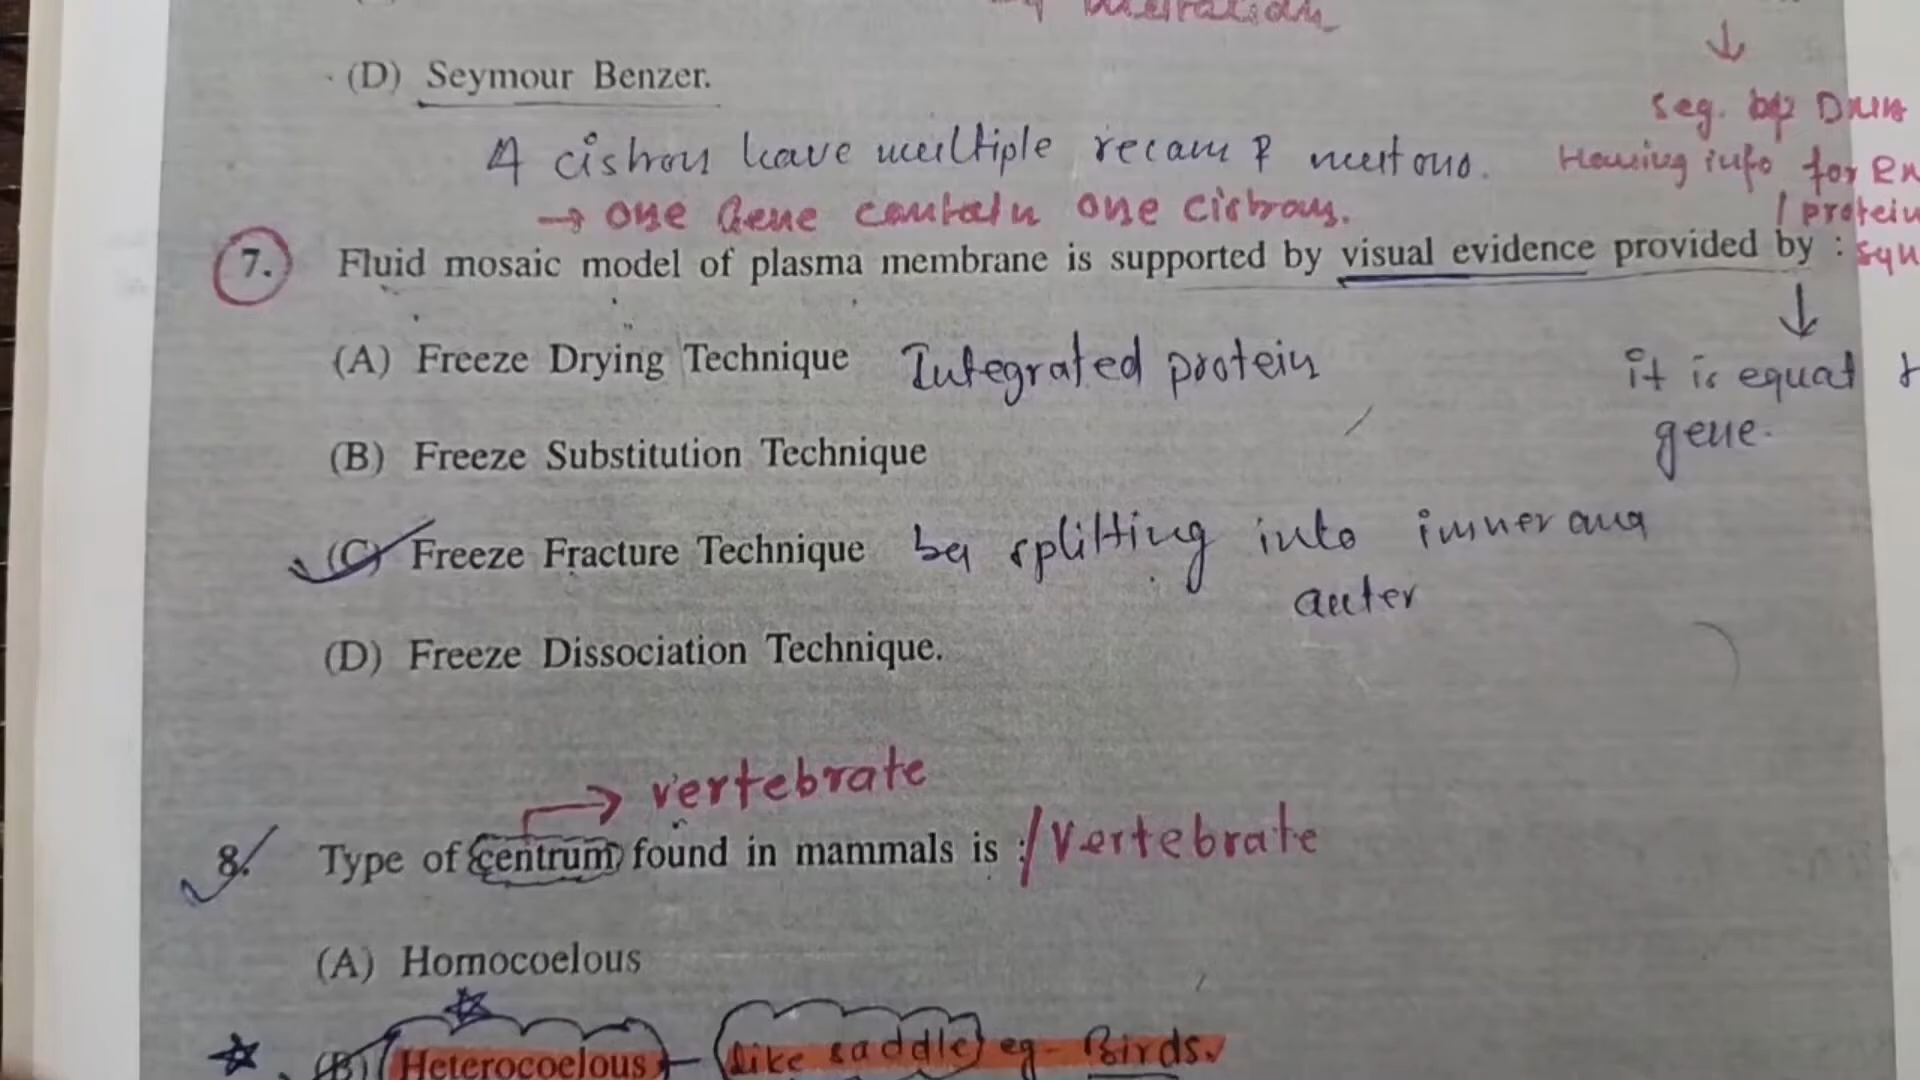 (D) Seymour Benzer.
A cistron have multiple recam & mutons.
seg. of DNA
Having info for
→ one Gene contain one cistrons.
/ protein
7. Fluid mosaic model of plasma membrane is supported by visual evidence provided by :
↓
(A) Freeze Drying Technique Integrated protein
it is equal
gene.
(B) Freeze Substitution Technique
(C) Freeze Fracture Technique by splitting into inner and
outer
(D) Freeze Dissociation Technique.
→ vertebrate
8. Type of centrum found in mammals is :/ Vertebrate
(A) Homocoelous
(B) Heterocoelous - like saddle eg - Birds.